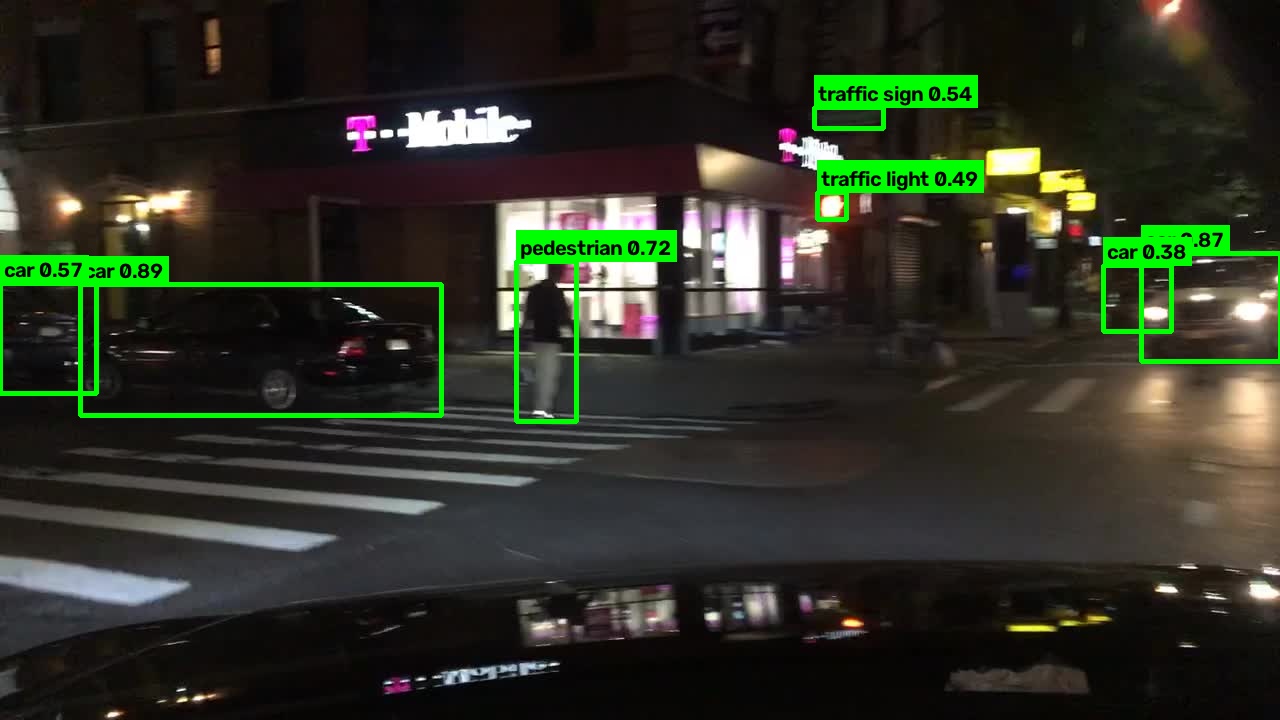 traffic sign 0.54
T-Mobile
traffic light 0.49
pedestrian 0.72
.87
car 0.38
car 0.57
car 0.89